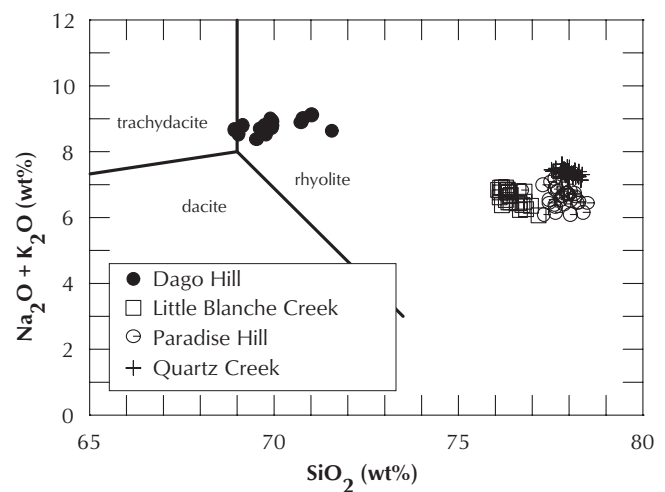 12
10
8
6
4
2
0
Na2O + K2O (wt%)
trachydacite
rhyolite
dacite
Dago Hill
Little Blanche Creek
Paradise Hill
Quartz Creek
65 70 75 80
SiO2 (wt%)